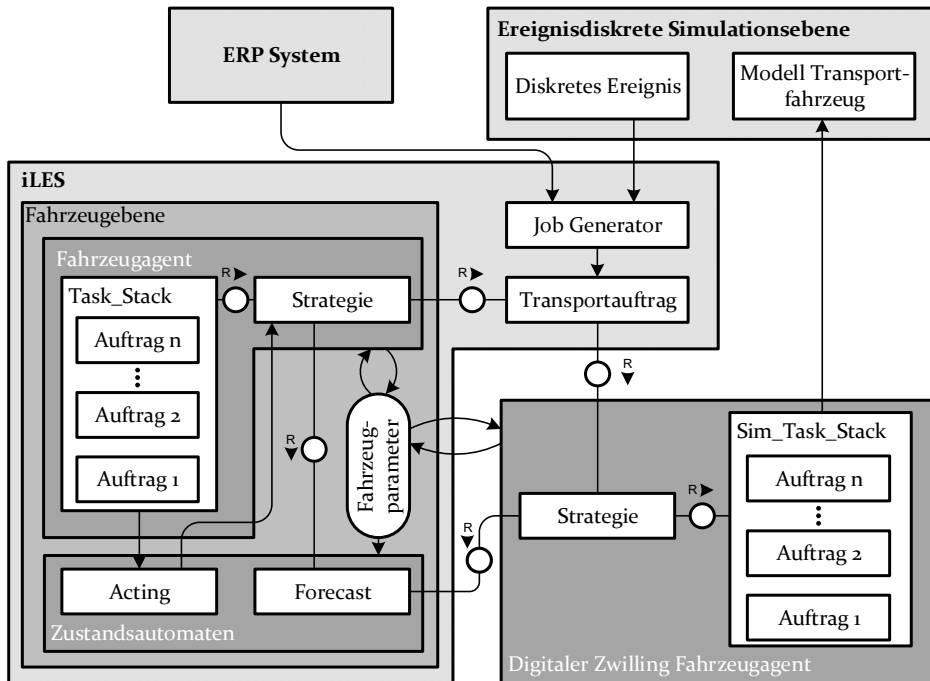 ERP System
Ereignisdiskrete Simulationsebene
Diskretes Ereignis
Modell Transport-
fahrzeug
iLES
Fahrzeugebene
Job Generator
Fahrzeugagent
R
R
Task_Stack
Strategie
Transportauftrag
Auftrag n
R
Auftrag 2
Sim_Task_Stack
R
Fahrzeug-
parameter
Auftrag 1
Auftrag n
R
Strategie
R
Auftrag 2
Acting
Forecast
Auftrag 1
Zustandsautomaten
Digitaler Zwilling Fahrzeugagent